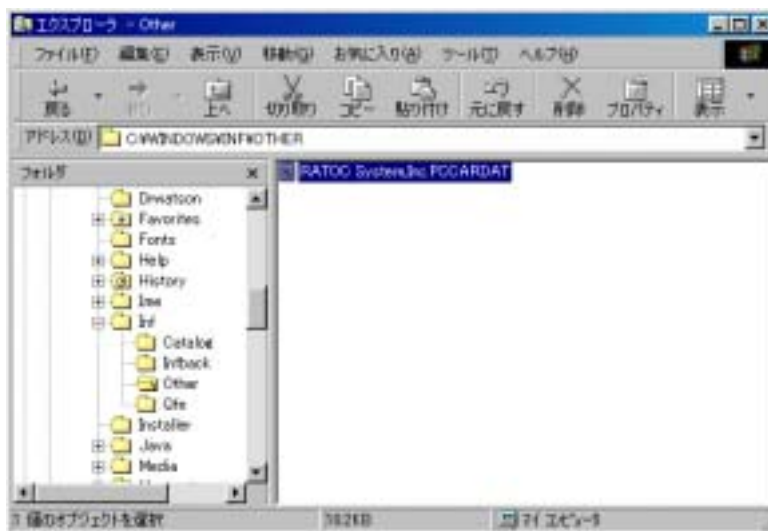 エクスプローラ - Other
ファイル(F) 編集(E) 表示(V) 移動(G) お気に入り(A) ツール(T) ヘルプ(H)
戻る 上へ 切り取り コピー 貼り付け 元に戻す 削除 プロパティ 表示
アドレス(D) C:¥WINDOWS¥INF¥OTHER
フォルダ
RATOC System,Inc.PCCARDAT
Drwatson
Favorites
Fonts
Help
History
Ime
Inf
Catalog
Infback
Other
Qfe
Installer
Java
Media
個のオブジェクトを選択 マイ コンピュータ